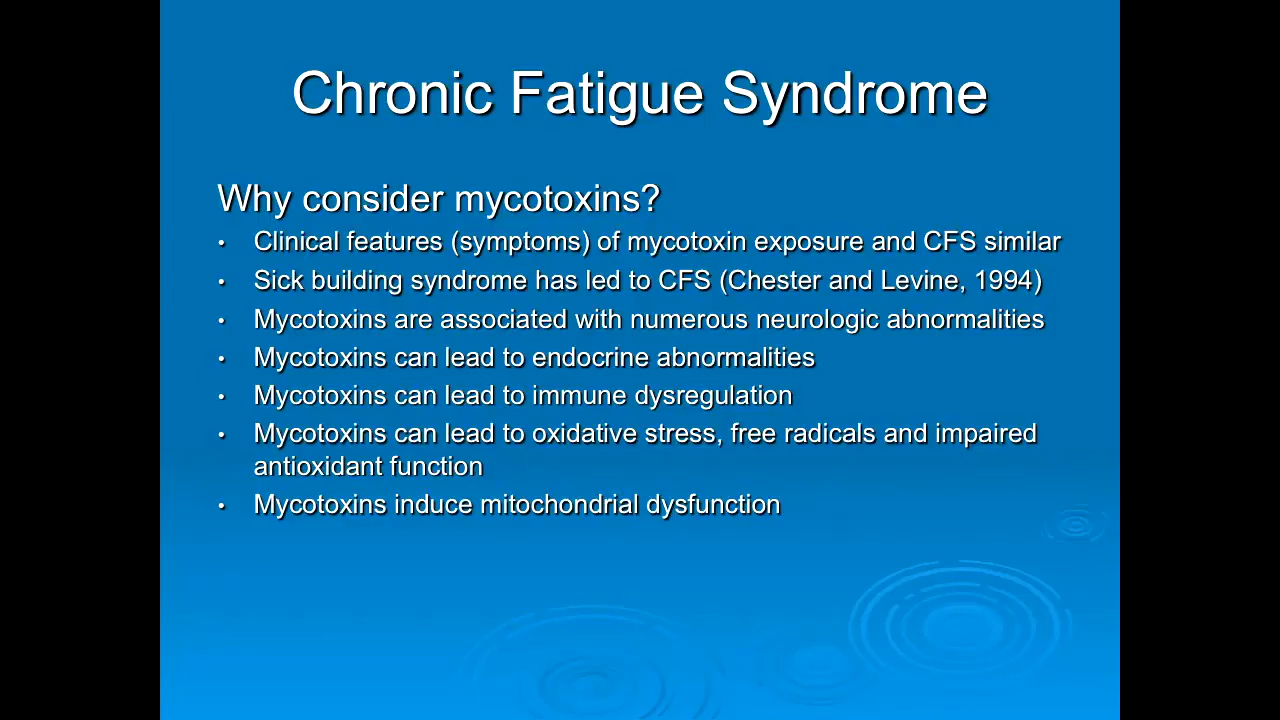 Chronic Fatigue Syndrome
Why consider mycotoxins?
• Clinical features (symptoms) of mycotoxin exposure and CFS similar
• Sick building syndrome has led to CFS (Chester and Levine, 1994)
• Mycotoxins are associated with numerous neurologic abnormalities
• Mycotoxins can lead to endocrine abnormalities
• Mycotoxins can lead to immune dysregulation
• Mycotoxins can lead to oxidative stress, free radicals and impaired
antioxidant function
• Mycotoxins induce mitochondrial dysfunction